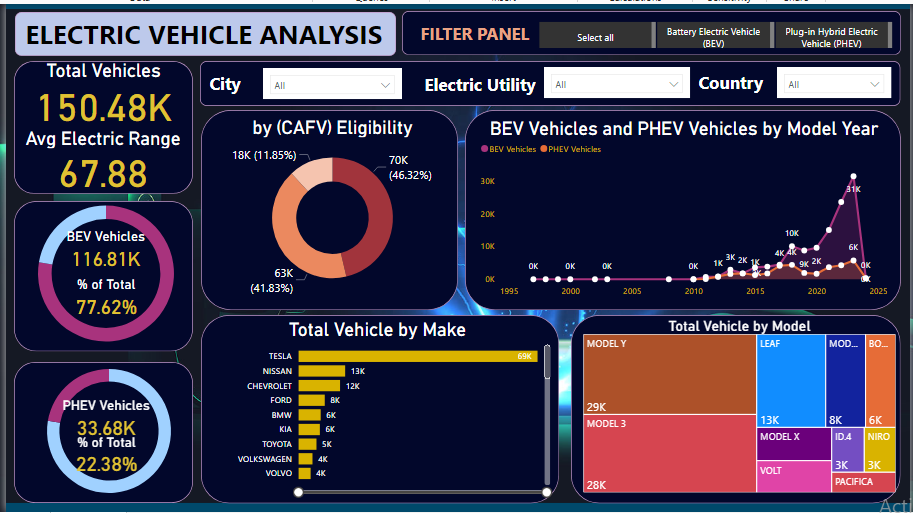 ELECTRIC VEHICLE ANALYSIS
FILTER PANEL
Select all
Battery Electric Vehicle
(BEV)
Plug-in Hybrid Electric
Vehicle (PHEV)
Total Vehicles
150.48K
Avg Electric Range
67.88
City
All
Electric Utility
All
Country
All
by (CAFV) Eligibility
18K (11.85%)
70K
(46.32%)
63K
(41.83%)
BEV Vehicles and PHEV Vehicles by Model Year
BEV Vehicles PHEV Vehicles
30K
20K
10K
0K
0K 0K 0K 0K 1K 3K 2K 1K 4K 10K 4K 9K 2K 31K 6K 0K
1995 2000 2005 2010 2015 2020 2025
BEV Vehicles
116.81K
% of Total
77.62%
PHEV Vehicles
33.68K
% of Total
22.38%
Total Vehicle by Make
TESLA 69K
NISSAN 13K
CHEVROLET 12K
FORD 8K
BMW 6K
KIA 6K
TOYOTA 5K
VOLKSWAGEN 4K
VOLVO 4K
Total Vehicle by Model
MODEL Y
29K
MODEL 3
28K
LEAF
13K
MOD...
8K
BO...
6K
MODEL X
VOLT
ID.4
3K
NIRO
3K
PACIFICA